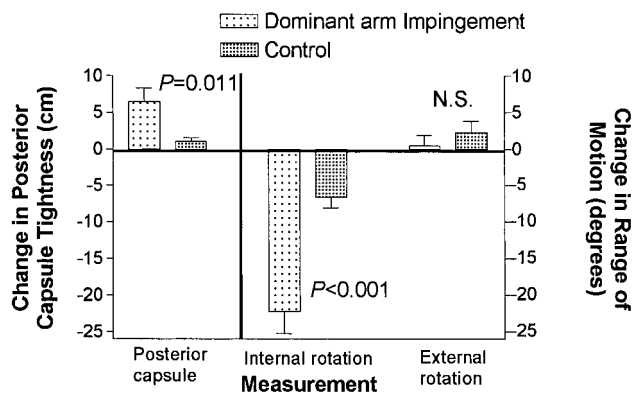 Dominant arm Impingement
Control
Change in Posterior
Capsule Tightness (cm)
10
5
0
-5
-10
-15
-20
-25
P=0.011
P<0.001
N.S.
10
5
0
5
10
-15
-20
25
Change in Range of
Motion (degrees)
Posterior
capsule
Internal rotation
External
rotation
Measurement